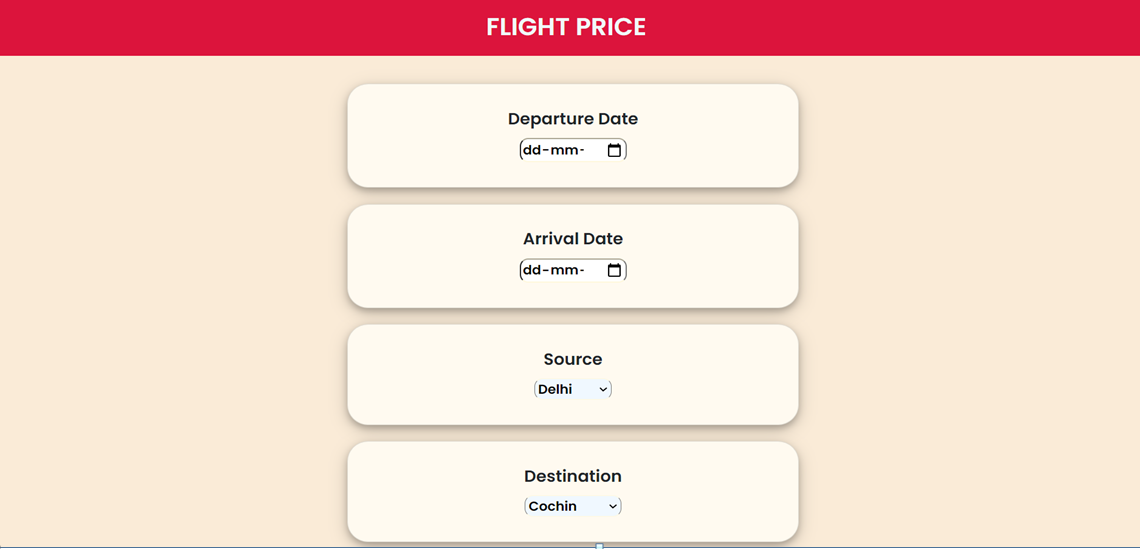 FLIGHT PRICE
Departure Date
dd-mm-
Arrival Date
dd-mm-
Source
Delhi
Destination
Cochin